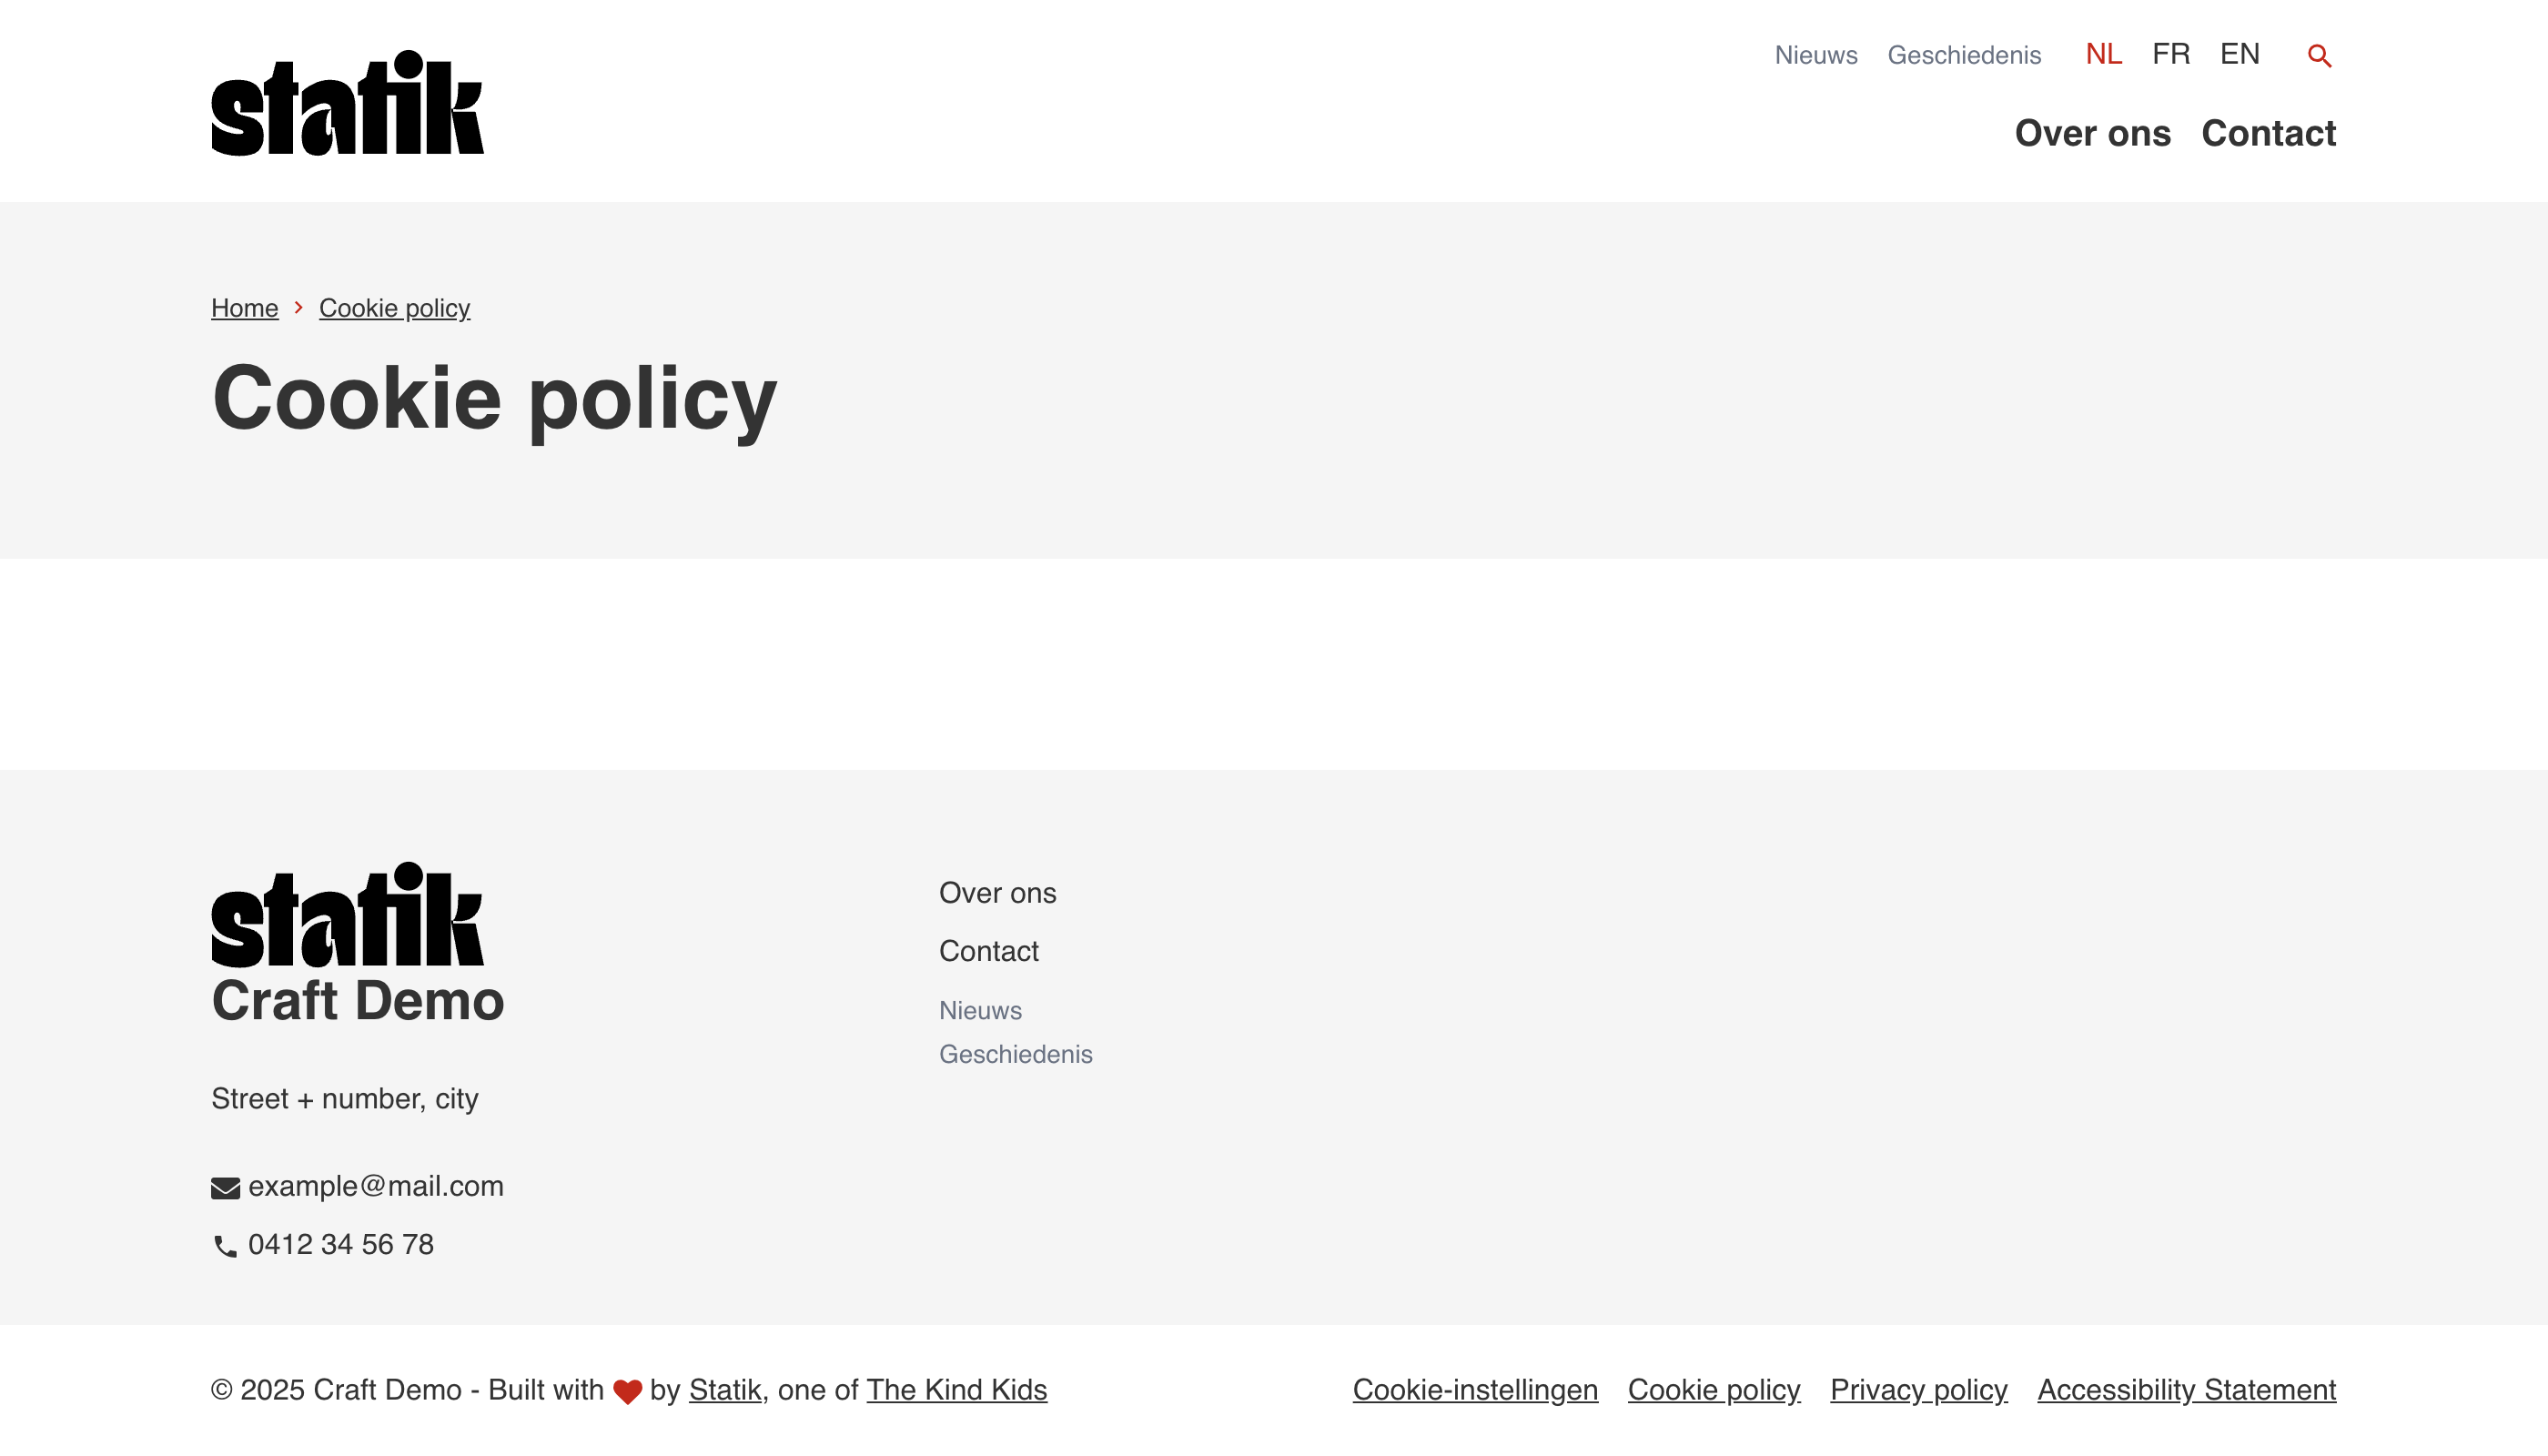 statik
Nieuws Geschiedenis NL FR EN
Over ons Contact
Home > Cookie policy
Cookie policy
statik
Craft Demo
Street + number, city
example@mail.com
0412 34 56 78
Over ons
Contact
Nieuws
Geschiedenis
© 2025 Craft Demo - Built with ❤ by Statik, one of The Kind Kids
Cookie-instellingen Cookie policy Privacy policy Accessibility Statement